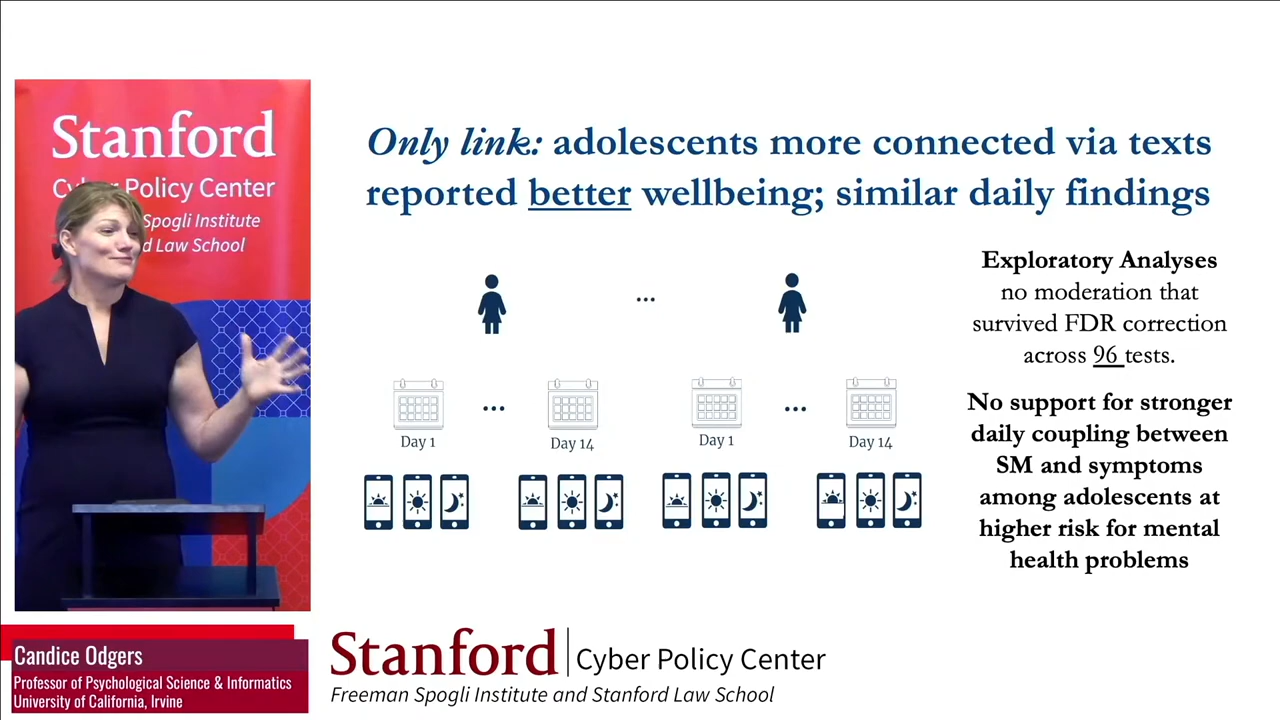 Stanford
Cyber Policy Center
Spogli Institute
d Law School
Only link: adolescents more connected via texts
reported better wellbeing; similar daily findings
Exploratory Analyses
no moderation that
survived FDR correction
across 96 tests.
No support for stronger
daily coupling between
SM and symptoms
among adolescents at
higher risk for mental
health problems
...
... ...
Day 1 Day 14 Day 1 Day 14
Candice Odgers
Professor of Psychological Science & Informatics
University of California, Irvine
Stanford | Cyber Policy Center
Freeman Spogli Institute and Stanford Law School